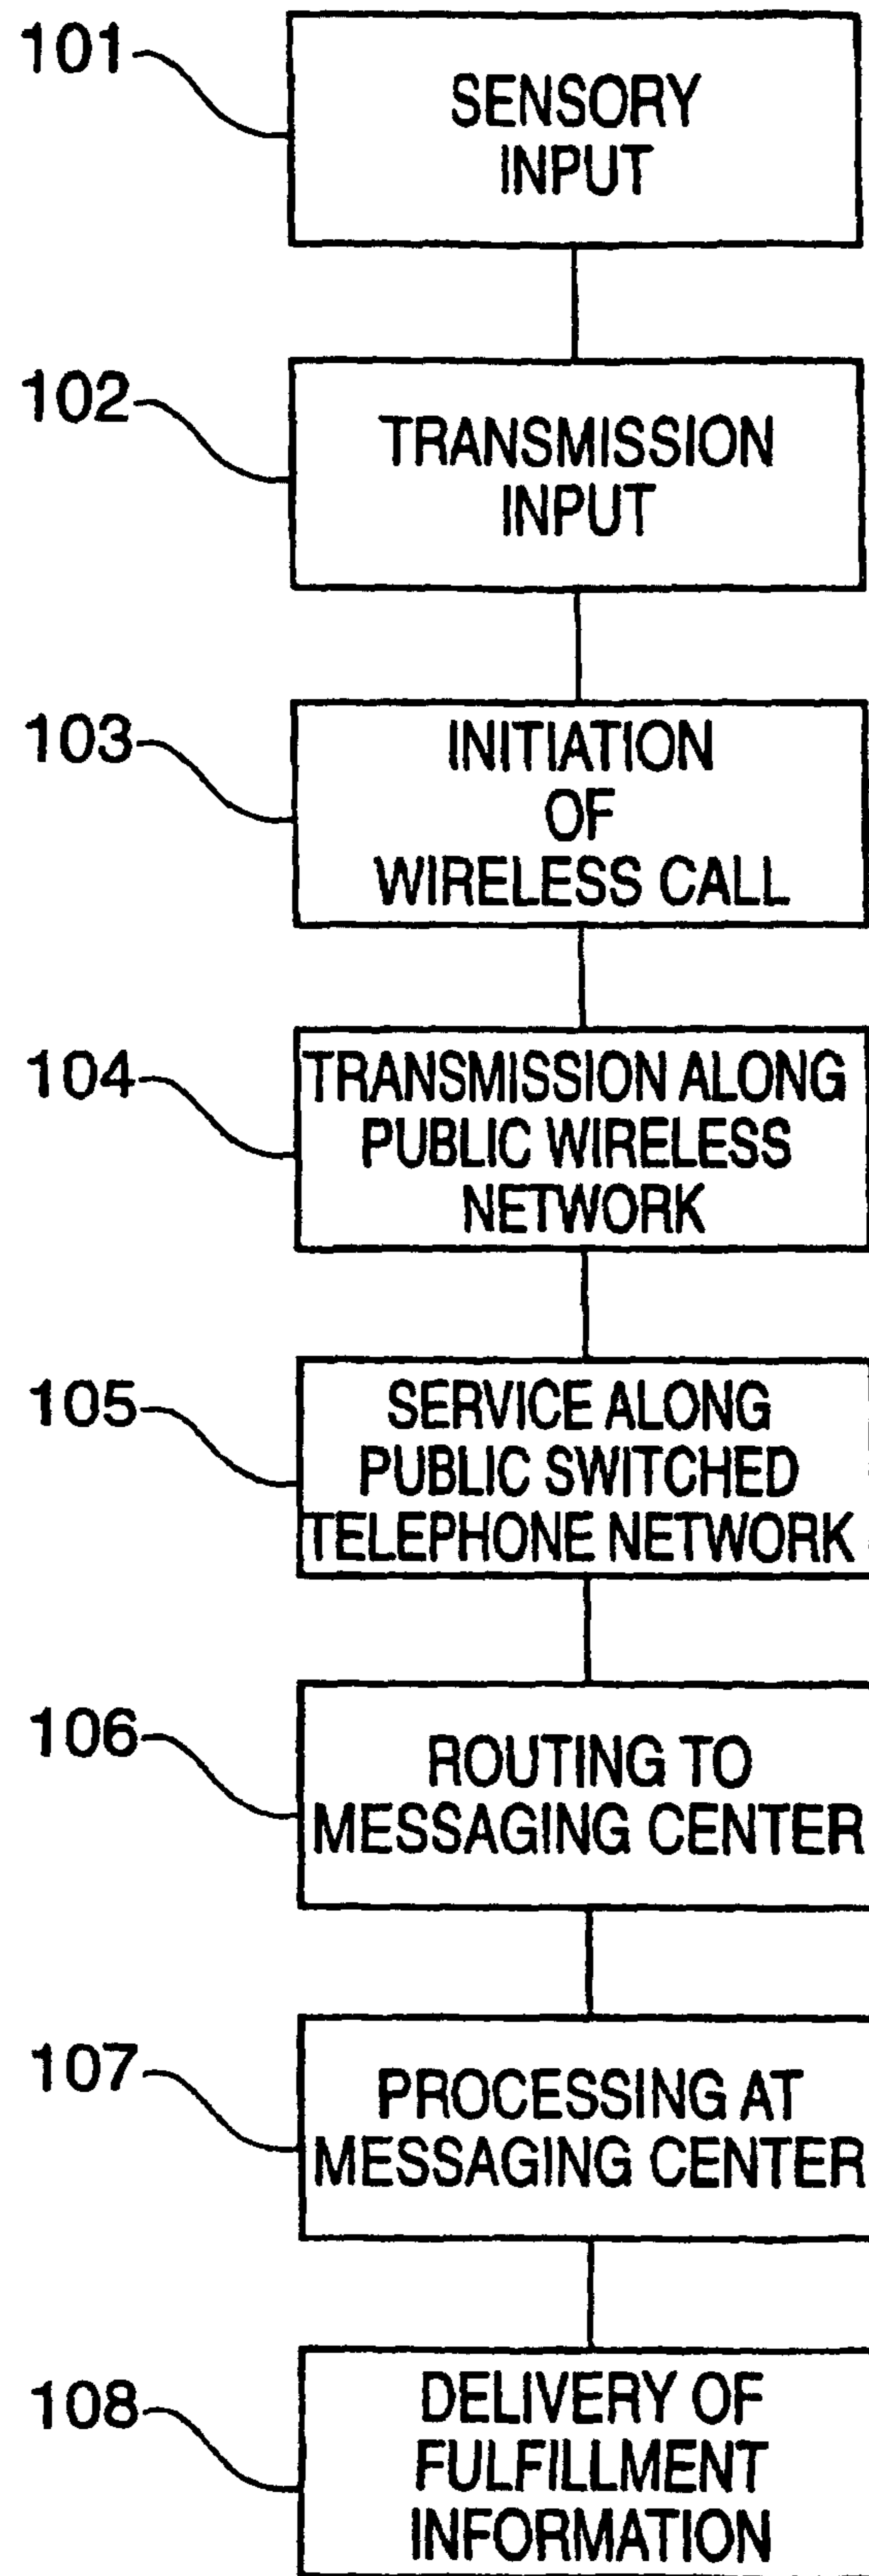 101
SENSORY
INPUT
102
TRANSMISSION
INPUT
103
INITIATION
OF
WIRELESS CALL
104
TRANSMISSION ALONG
PUBLIC WIRELESS
NETWORK
105
SERVICE ALONG
PUBLIC SWITCHED
TELEPHONE NETWORK
106
ROUTING TO
MESSAGING CENTER
107
PROCESSING AT
MESSAGING CENTER
108
DELIVERY OF
FULFILLMENT
INFORMATION